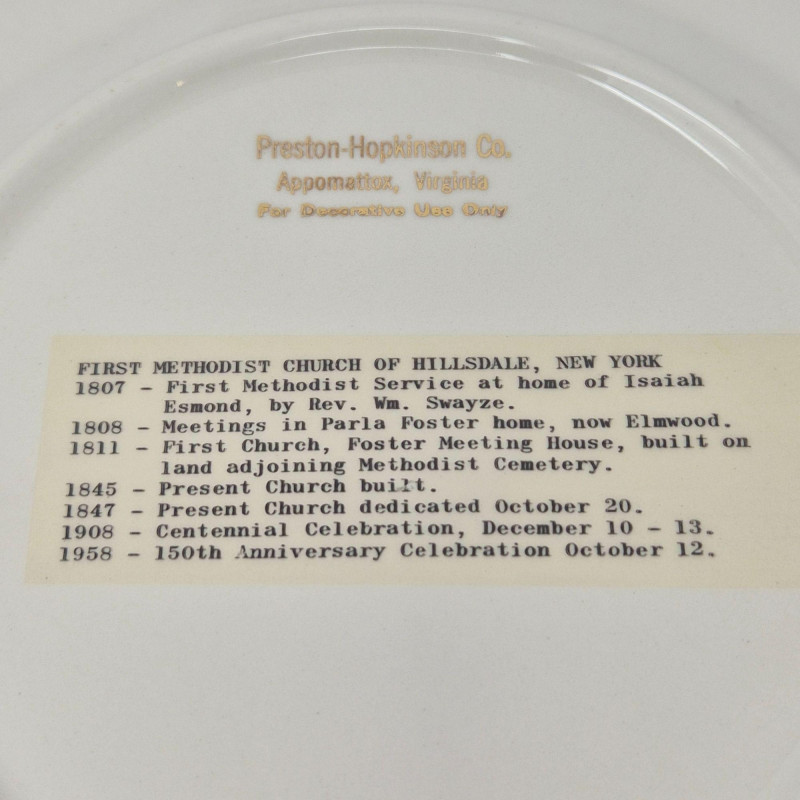 Preston-Hopkinson Co.
Appomattox, Virginia
For Decorative Use Only
FIRST METHODIST CHURCH OF HILLSDALE, NEW YORK
1807 - First Methodist Service at home of Isaiah
Esmond, by Rev. Wm. Swayze.
1808 - Meetings in Parla Foster home, now Elmwood.
1811 - First Church, Foster Meeting House, built on
land adjoining Methodist Cemetery.
1845 - Present Church built.
1847 - Present Church dedicated October 20.
1908 - Centennial Celebration, December 10 - 13.
1958 - 150th Anniversary Celebration October 12.